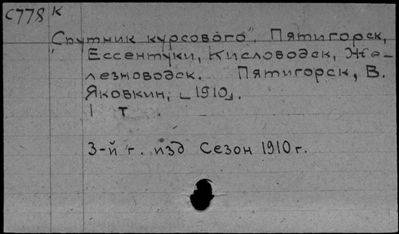 С778 К
„Спутник курсового". Пятигорск,
Ессентуки, Кисловодск, Же-
лезноводск. Пятигорск, В.
Яковкин, [1910].
1 т.
3-й г. изд Сезон 1910 г.